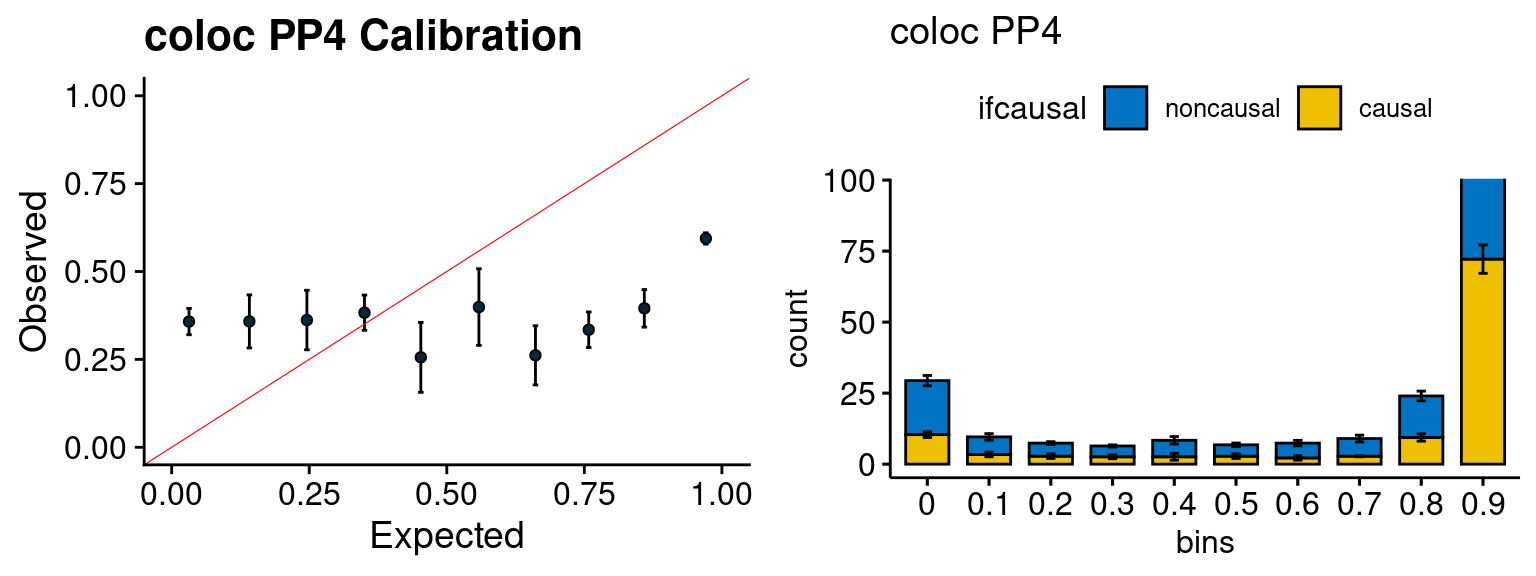 coloc PP4 Calibration
Observed
1.00
0.75
0.50
0.25
0.00
0.00 0.25 0.50 0.75 1.00
Expected
coloc PP4
ifcausal noncausal causal
count
100
75
50
25
0
0 0.1 0.2 0.3 0.4 0.5 0.6 0.7 0.8 0.9
bins